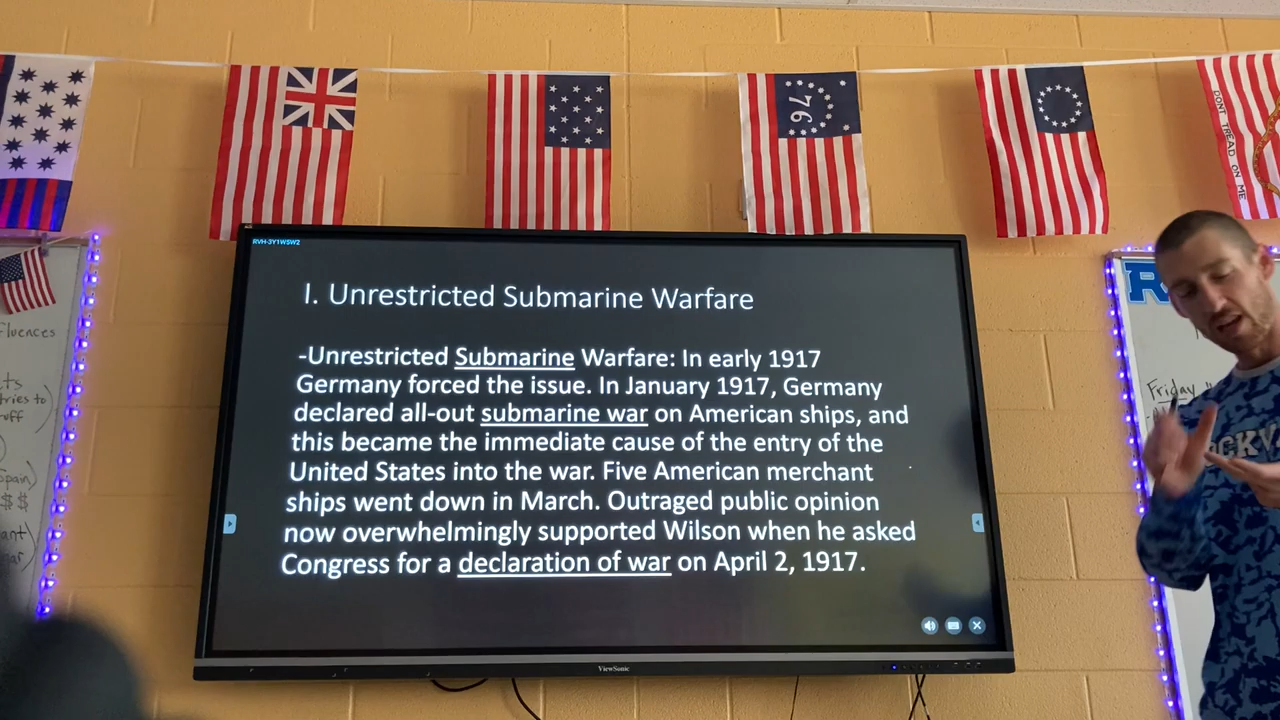 76
DONT TREAD ON ME
RVH-3Y1W5W2
I. Unrestricted Submarine Warfare
-Unrestricted Submarine Warfare: In early 1917
Germany forced the issue. In January 1917, Germany
declared all-out submarine war on American ships, and
this became the immediate cause of the entry of the
United States into the war. Five American merchant
ships went down in March. Outraged public opinion
now overwhelmingly supported Wilson when he asked
Congress for a declaration of war on April 2, 1917.
ViewSonic
fluences
$ $
Friday